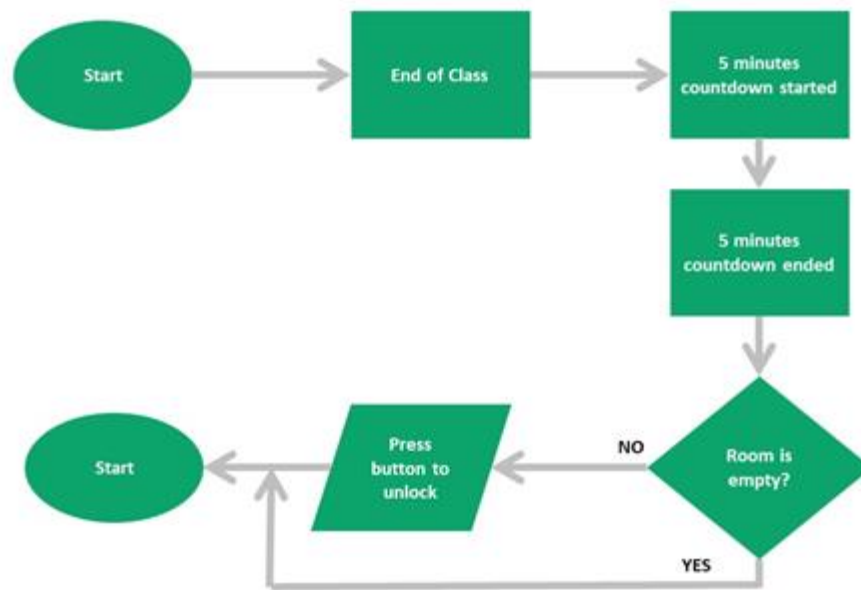 Start
End of Class
5 minutes
countdown started
5 minutes
countdown ended
Room is
empty?
NO
YES
Press
button to
unlock
Start